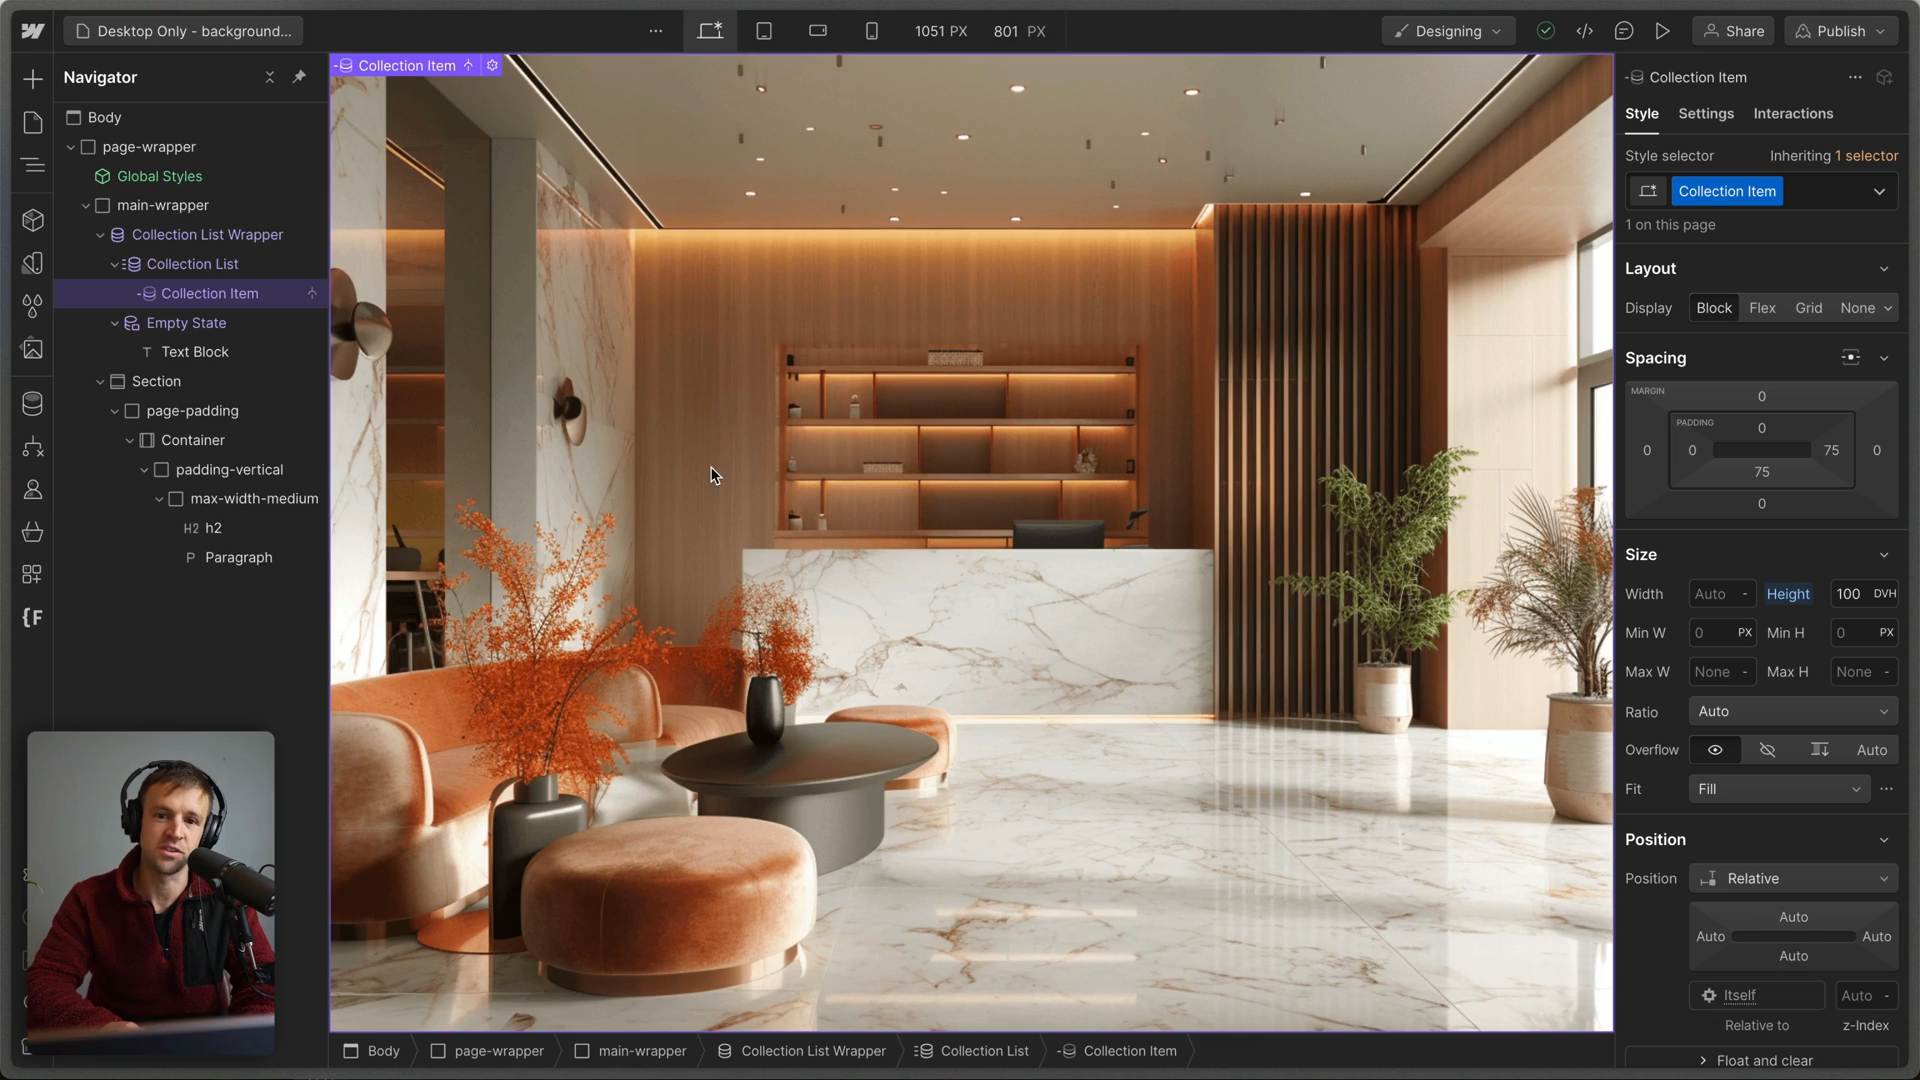 Desktop Only - background...
1051 PX 801 PX
Designing
Share
Publish
Navigator
Body
page-wrapper
Global Styles
main-wrapper
Collection List Wrapper
Collection List
Collection Item
Empty State
T Text Block
Section
page-padding
Container
padding-vertical
max-width-medium
H2 h2
P Paragraph
Collection Item
Collection Item
Style Settings Interactions
Style selector Inheriting 1 selector
Collection Item
1 on this page
Layout
Display Block Flex Grid None
Spacing
MARGIN
0
PADDING
0
0 0 75 0
75
0
Size
Width Auto - Height 100 DVH
Min W 0 PX Min H 0 PX
Max W None - Max H None -
Ratio Auto
Overflow Auto
Fit Fill
Position
Position Relative
Auto
Auto Auto
Auto
Itself Auto -
Relative to z-Index
Float and clear
Body page-wrapper main-wrapper Collection List Wrapper Collection List Collection Item